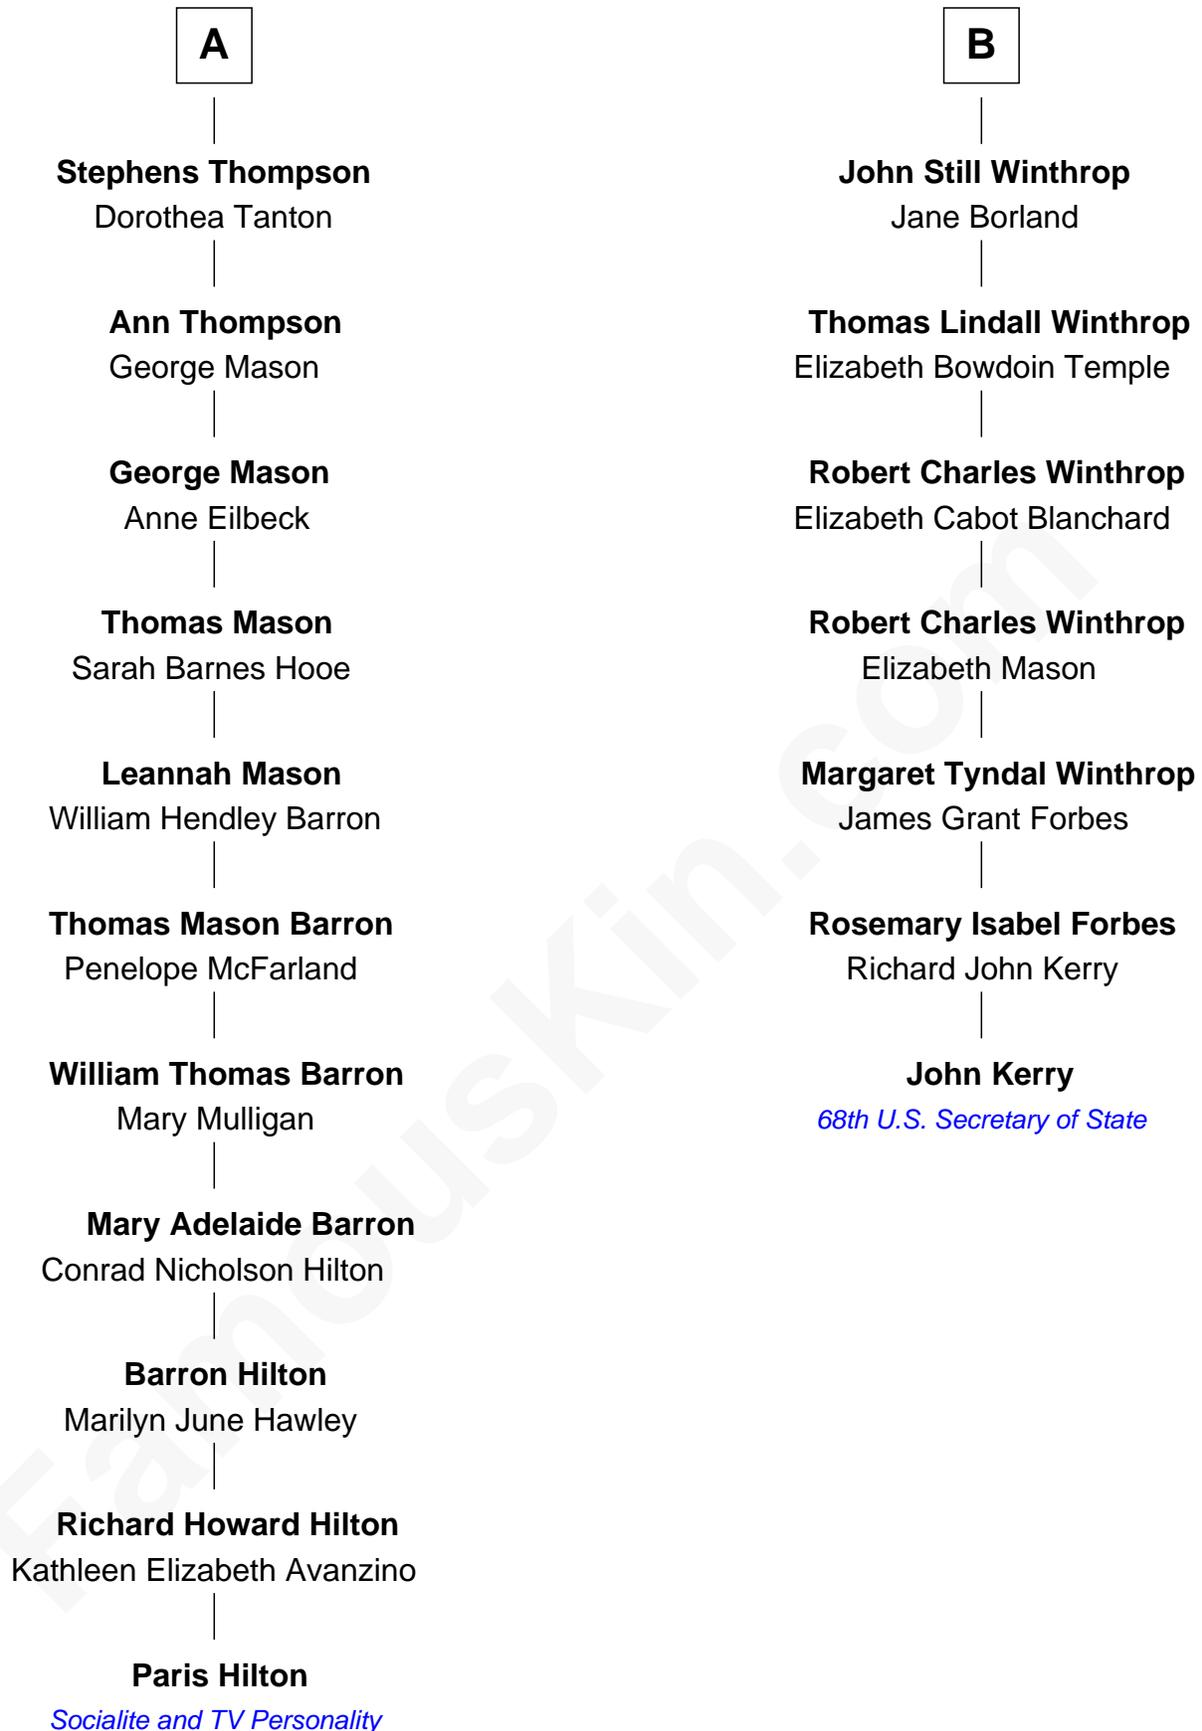 A
Stephens Thompson
Dorothea Tanton
Ann Thompson
George Mason
George Mason
Anne Eilbeck
Thomas Mason
Sarah Barnes Hooe
Leannah Mason
William Hendley Barron
Thomas Mason Barron
Penelope McFarland
William Thomas Barron
Mary Mulligan
Mary Adelaide Barron
Conrad Nicholson Hilton
Barron Hilton
Marilyn June Hawley
Richard Howard Hilton
Kathleen Elizabeth Avanzino
Paris Hilton
Socialite and TV Personality
B
John Still Winthrop
Jane Borland
Thomas Lindall Winthrop
Elizabeth Bowdoin Temple
Robert Charles Winthrop
Elizabeth Cabot Blanchard
Robert Charles Winthrop
Elizabeth Mason
Margaret Tyndal Winthrop
James Grant Forbes
Rosemary Isabel Forbes
Richard John Kerry
John Kerry
68th U.S. Secretary of State
FamousKin.com